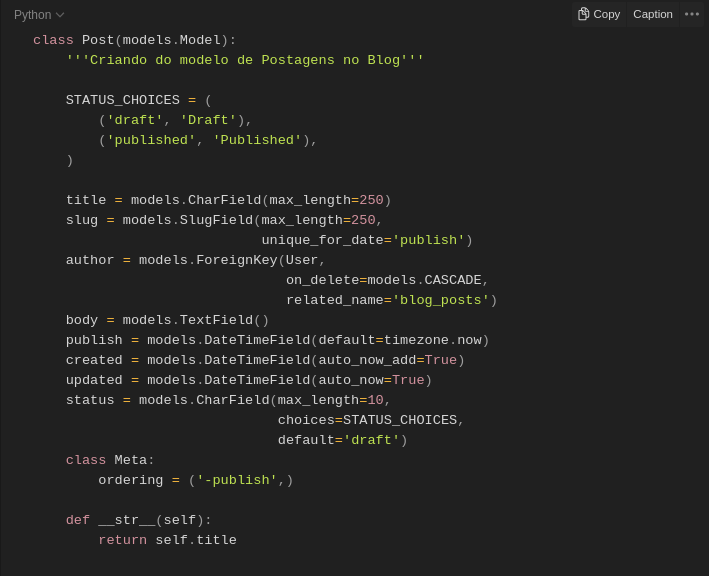 Python
Copy Caption
class Post(models.Model):
    '''Criando do modelo de Postagens no Blog'''

    STATUS_CHOICES = (
        ('draft', 'Draft'),
        ('published', 'Published'),
    )

    title = models.CharField(max_length=250)
    slug = models.SlugField(max_length=250,
                            unique_for_date='publish')
    author = models.ForeignKey(User,
                               on_delete=models.CASCADE,
                               related_name='blog_posts')
    body = models.TextField()
    publish = models.DateTimeField(default=timezone.now)
    created = models.DateTimeField(auto_now_add=True)
    updated = models.DateTimeField(auto_now=True)
    status = models.CharField(max_length=10,
                              choices=STATUS_CHOICES,
                              default='draft')
    class Meta:
        ordering = ('-publish',)

    def __str__(self):
        return self.title